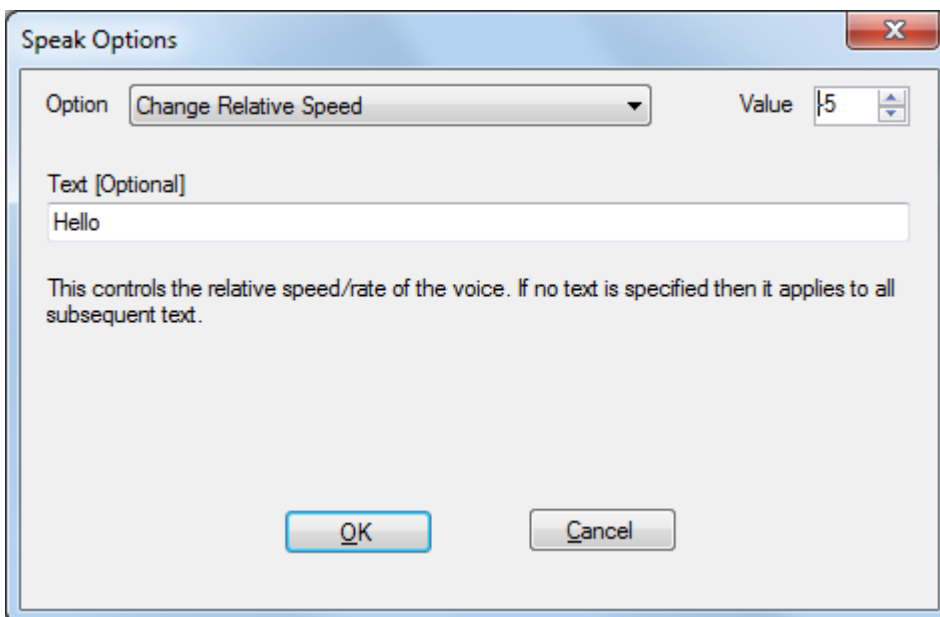 Speak Options
Option Change Relative Speed Value -5
Text [Optional]
Hello
This controls the relative speed/rate of the voice. If no text is specified then it applies to all
subsequent text.
OK Cancel